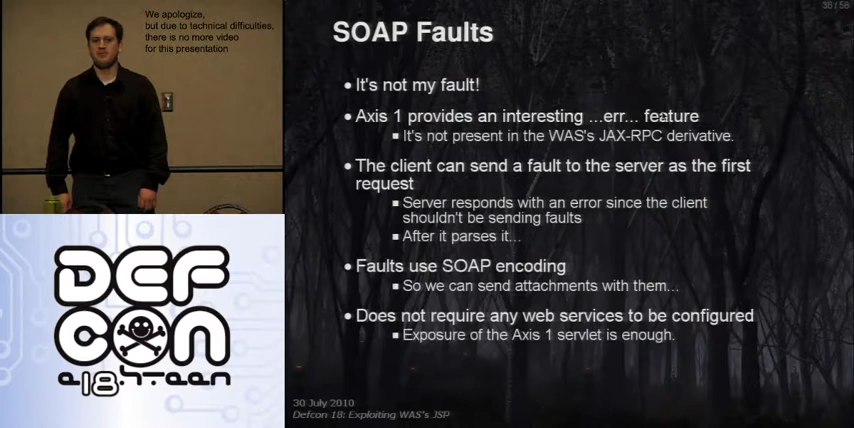 We apologize,
but due to technical difficulties,
there is no more video
for this presentation
38 / 58
SOAP Faults
• It's not my fault!
• Axis 1 provides an interesting ...err... feature
▪ It's not present in the WAS's JAX-RPC derivative.
• The client can send a fault to the server as the first
request
▪ Server responds with an error since the client
shouldn't be sending faults
▪ After it parses it...
• Faults use SOAP encoding
▪ So we can send attachments with them...
• Does not require any web services to be configured
▪ Exposure of the Axis 1 servlet is enough.
DEF
CON
e18hteen
30 July 2010
Defcon 18: Exploiting WAS's JSP